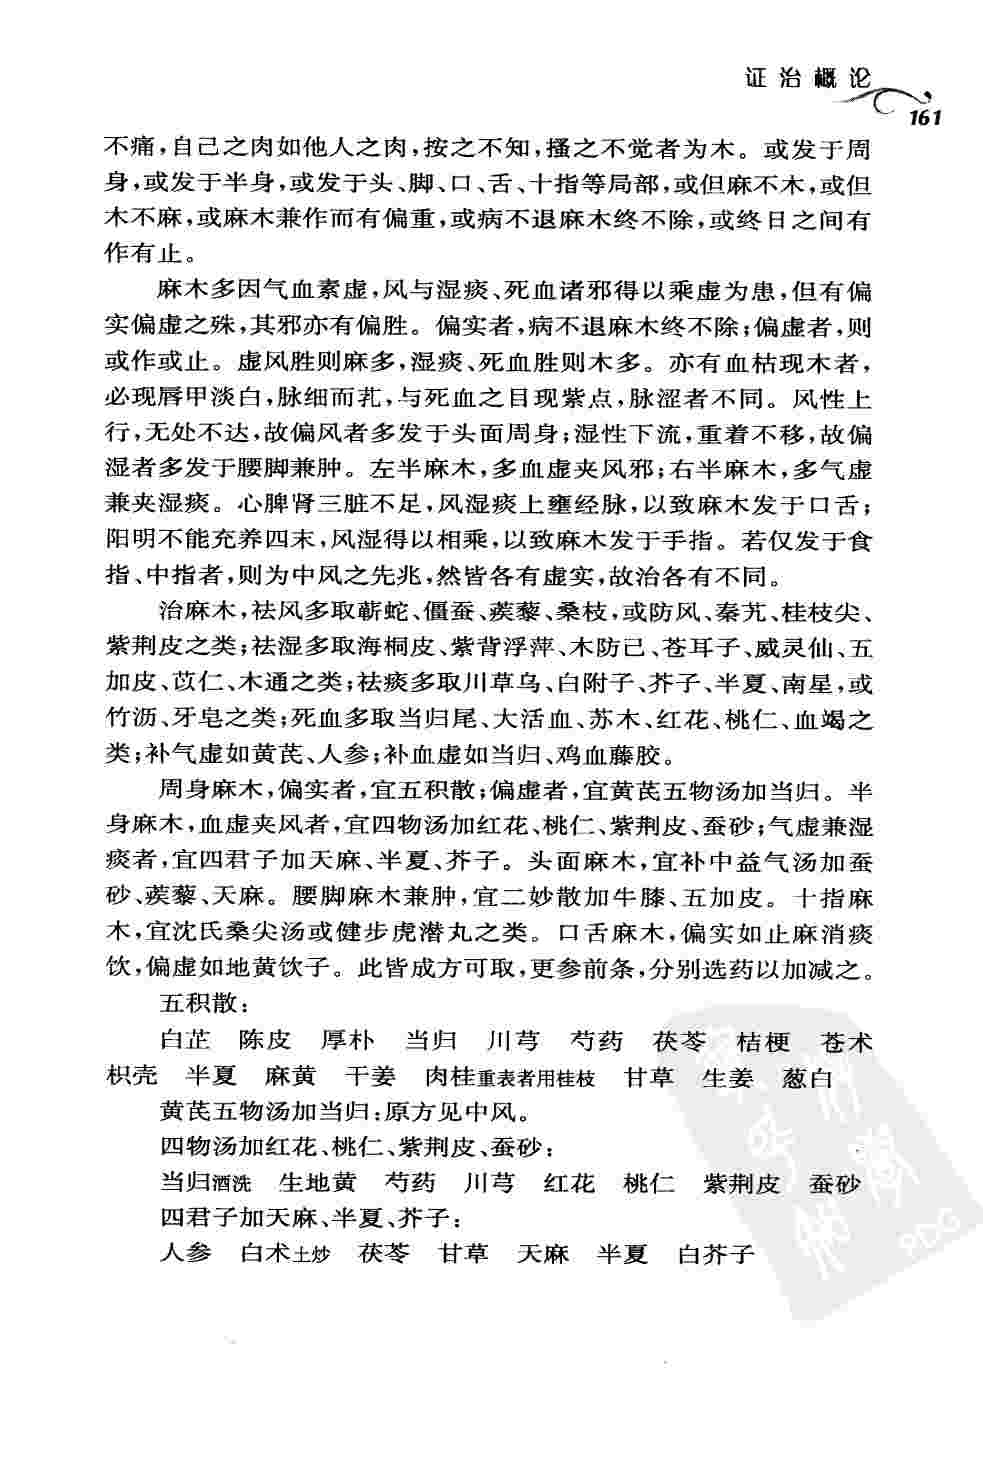 证治概论
161
不痛，自己之肉如他人之肉，按之不知，搔之不觉者为木。或发于周
身，或发于半身，或发于头、脚、口、舌、十指等局部，或但麻不木，或但
木不麻，或麻木兼作而有偏重，或病不退麻木终不除，或终日之间有
作有止。
麻木多因气血素虚，风与湿痰、死血诸邪得以乘虚为患，但有偏
实偏虚之殊，其邪亦有偏胜。偏实者，病不退麻木终不除；偏虚者，则
或作或止。虚风胜则麻多，湿痰、死血胜则木多。亦有血枯现木者，
必现唇甲淡白，脉细而芤，与死血之目现紫点，脉涩者不同。风性上
行，无处不达，故偏风者多发于头面周身；湿性下流，重着不移，故偏
湿者多发于腰脚兼肿。左半麻木，多血虚夹风邪；右半麻木，多气虚
兼夹湿痰。心脾肾三脏不足，风湿痰上壅经脉，以致麻木发于口舌；
阳明不能充养四末，风湿得以相乘，以致麻木发于手指。若仅发于食
指、中指者，则为中风之先兆，然皆各有虚实，故治各有不同。
治麻木，祛风多取蕲蛇、僵蚕、蒺藜、桑枝，或防风、秦艽、桂枝尖、
紫荆皮之类；祛湿多取海桐皮、紫背浮萍、木防己、苍耳子、威灵仙、五
加皮、苡仁、木通之类；祛痰多取川草乌、白附子、芥子、半夏、南星，或
竹沥、牙皂之类；死血多取当归尾、大活血、苏木、红花、桃仁、血竭之
类；补气虚如黄芪、人参；补血虚如当归、鸡血藤胶。
周身麻木，偏实者，宜五积散；偏虚者，宜黄芪五物汤加当归。半
身麻木，血虚夹风者，宜四物汤加红花、桃仁、紫荆皮、蚕砂；气虚兼湿
痰者，宜四君子加天麻、半夏、芥子。头面麻木，宜补中益气汤加蚕
砂、蒺藜、天麻。腰脚麻木兼肿，宜二妙散加牛膝、五加皮。十指麻
木，宜沈氏桑尖汤或健步虎潜丸之类。口舌麻木，偏实如止麻消痰
饮，偏虚如地黄饮子。此皆成方可取，更参前条，分别选药以加减之。
五积散：
白芷　陈皮　厚朴　当归　川芎　芍药　茯苓　桔梗　苍术
枳壳　半夏　麻黄　干姜　肉桂重表者用桂枝　甘草　生姜　葱白
黄芪五物汤加当归：原方见中风。
四物汤加红花、桃仁、紫荆皮、蚕砂：
当归酒洗　生地黄　芍药　川芎　红花　桃仁　紫荆皮　蚕砂
四君子加天麻、半夏、芥子：
人参　白术土炒　茯苓　甘草　天麻　半夏　白芥子
PDG